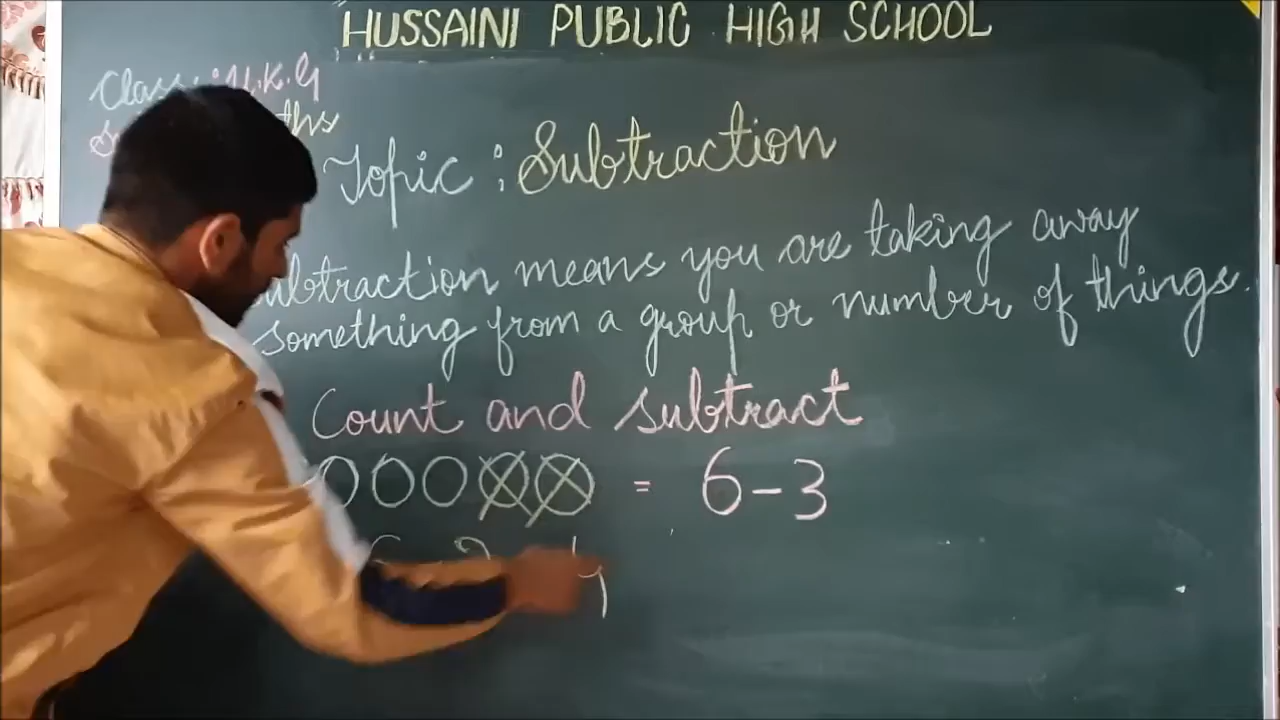 HUSSAINI PUBLIC HIGH SCHOOL
Class : U.K.G
Topic : Subtraction
Subtraction means you are taking away
something from a group or number of things.
Count and subtract
= 6-3